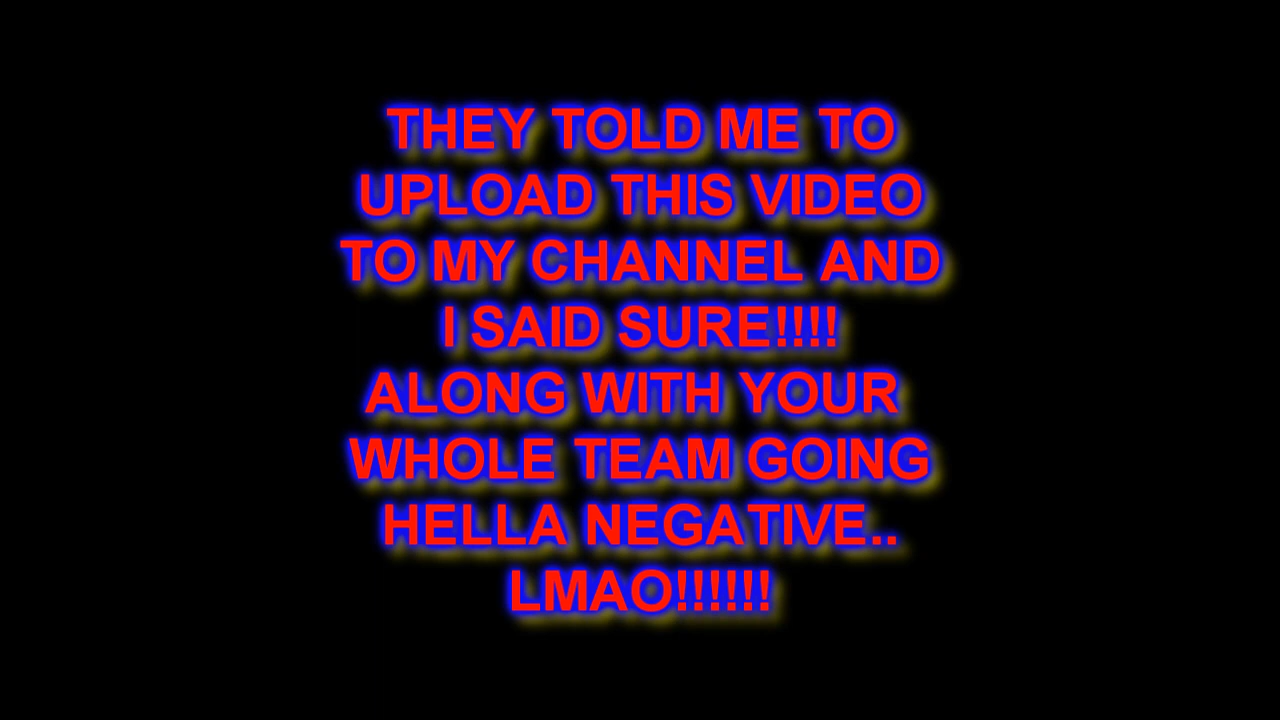 THEY TOLD ME TO
UPLOAD THIS VIDEO
TO MY CHANNEL AND
I SAID SURE!!!!
ALONG WITH YOUR
WHOLE TEAM GOING
HELLA NEGATIVE..
LMAO!!!!!!